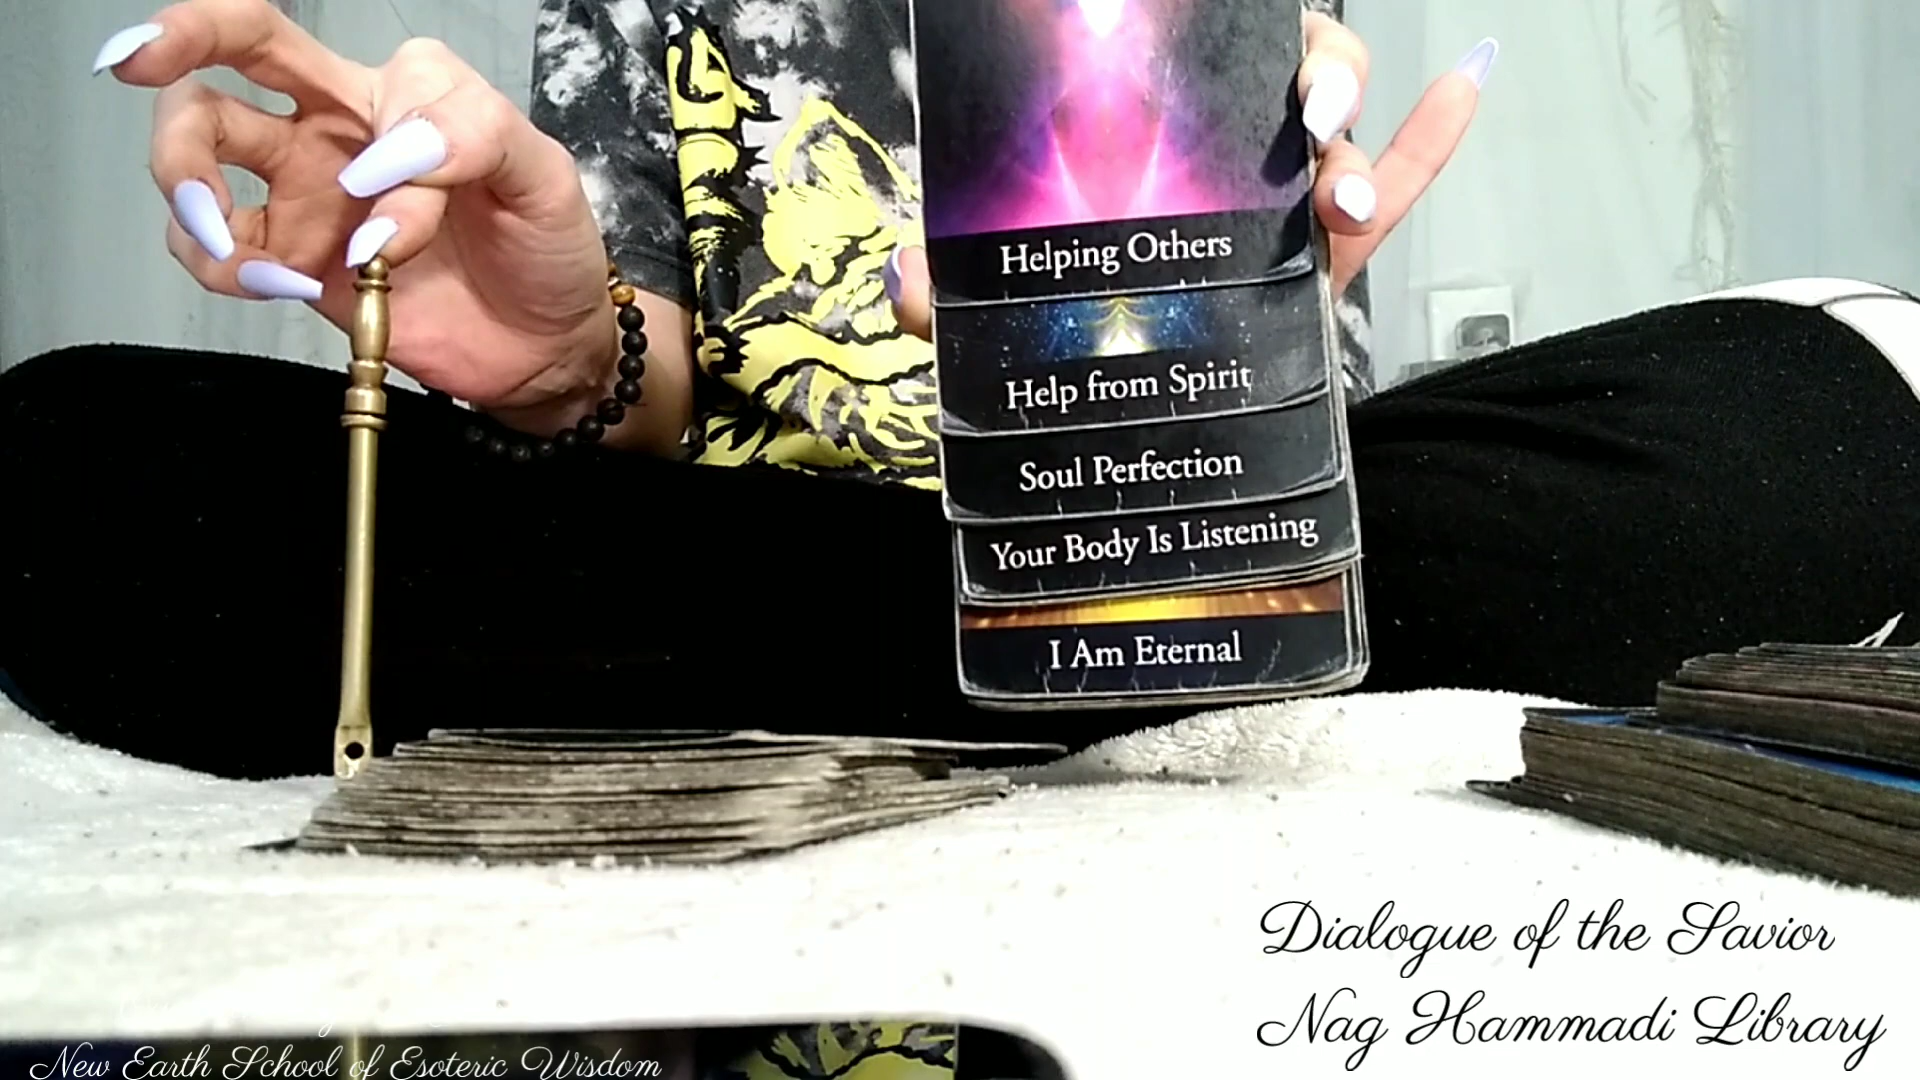 Helping Others
Help from Spirit
Soul Perfection
Your Body Is Listening
I Am Eternal
Dialogue of the Savior
Nag Hammadi Library
New Earth School of Esoteric Wisdom